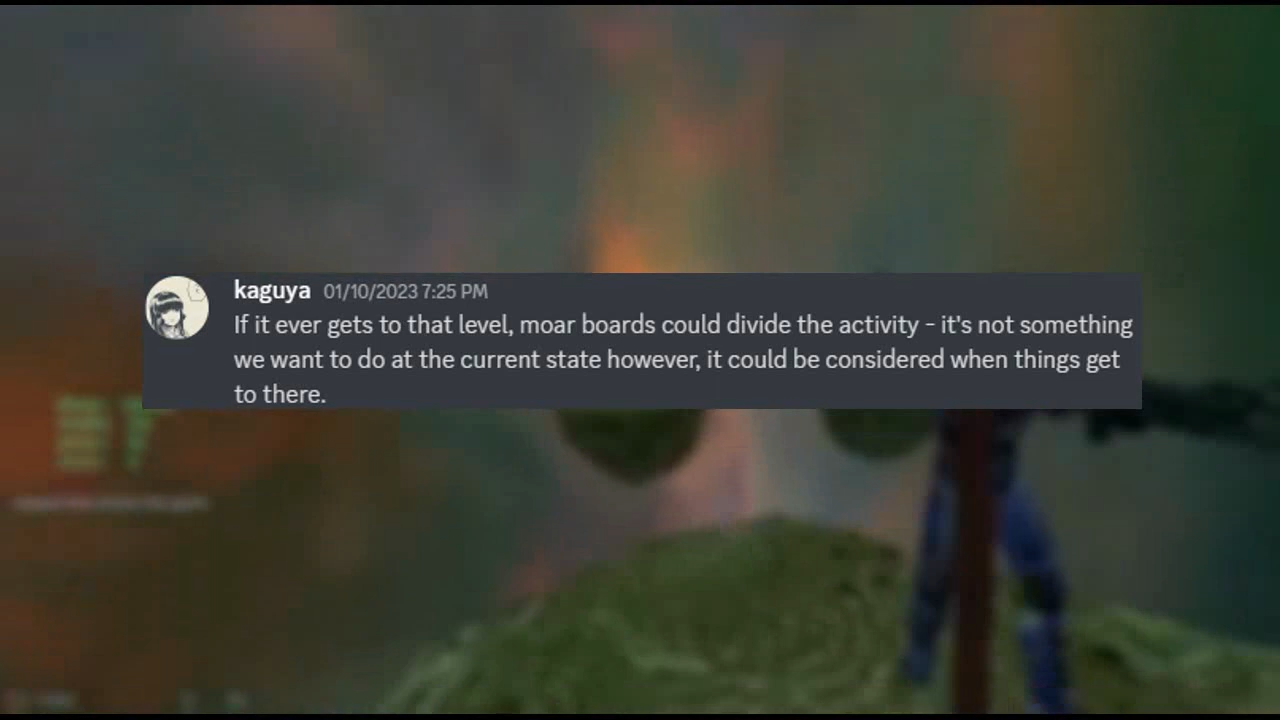 kaguya 01/10/2023 7:25 PM
If it ever gets to that level, moar boards could divide the activity - it's not something
we want to do at the current state however, it could be considered when things get
to there.